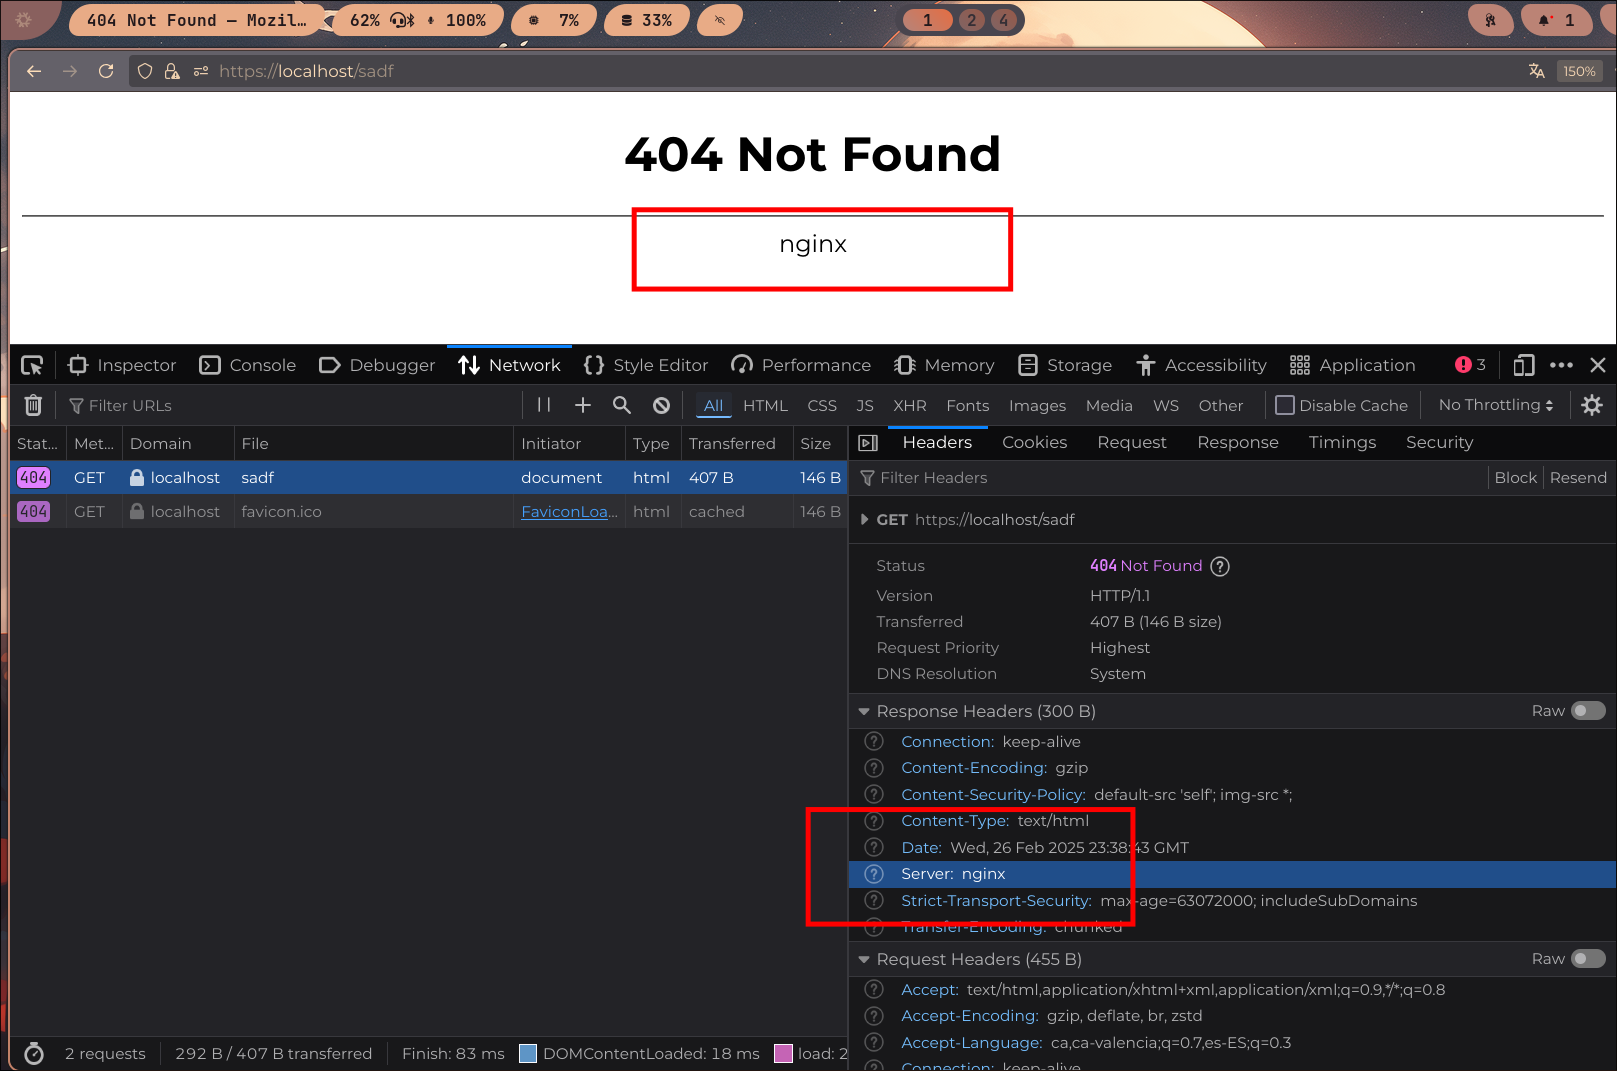 404 Not Found — Mozil… 62% 100% 7% 33% 1 2 4 1
https://localhost/sadf 150%
404 Not Found
nginx
Inspector Console Debugger Network Style Editor Performance Memory Storage Accessibility Application 3
Filter URLs All HTML CSS JS XHR Fonts Images Media WS Other Disable Cache No Throttling
Stat… Met… Domain File Initiator Type Transferred Size
404 GET localhost sadf document html 407 B 146 B
404 GET localhost favicon.ico FaviconLoa… html cached 146 B
Headers Cookies Request Response Timings Security
Filter Headers Block Resend
GET https://localhost/sadf
Status 404 Not Found
Version HTTP/1.1
Transferred 407 B (146 B size)
Request Priority Highest
DNS Resolution System
Response Headers (300 B) Raw
Connection: keep-alive
Content-Encoding: gzip
Content-Security-Policy: default-src 'self'; img-src *;
Content-Type: text/html
Date: Wed, 26 Feb 2025 23:38:43 GMT
Server: nginx
Strict-Transport-Security: max-age=63072000; includeSubDomains
Transfer-Encoding: chunked
Request Headers (455 B) Raw
Accept: text/html,application/xhtml+xml,application/xml;q=0.9,*/*;q=0.8
Accept-Encoding: gzip, deflate, br, zstd
Accept-Language: ca,ca-valencia;q=0.7,es-ES;q=0.3
Connection: keep-alive
2 requests 292 B / 407 B transferred Finish: 83 ms DOMContentLoaded: 18 ms load: 2